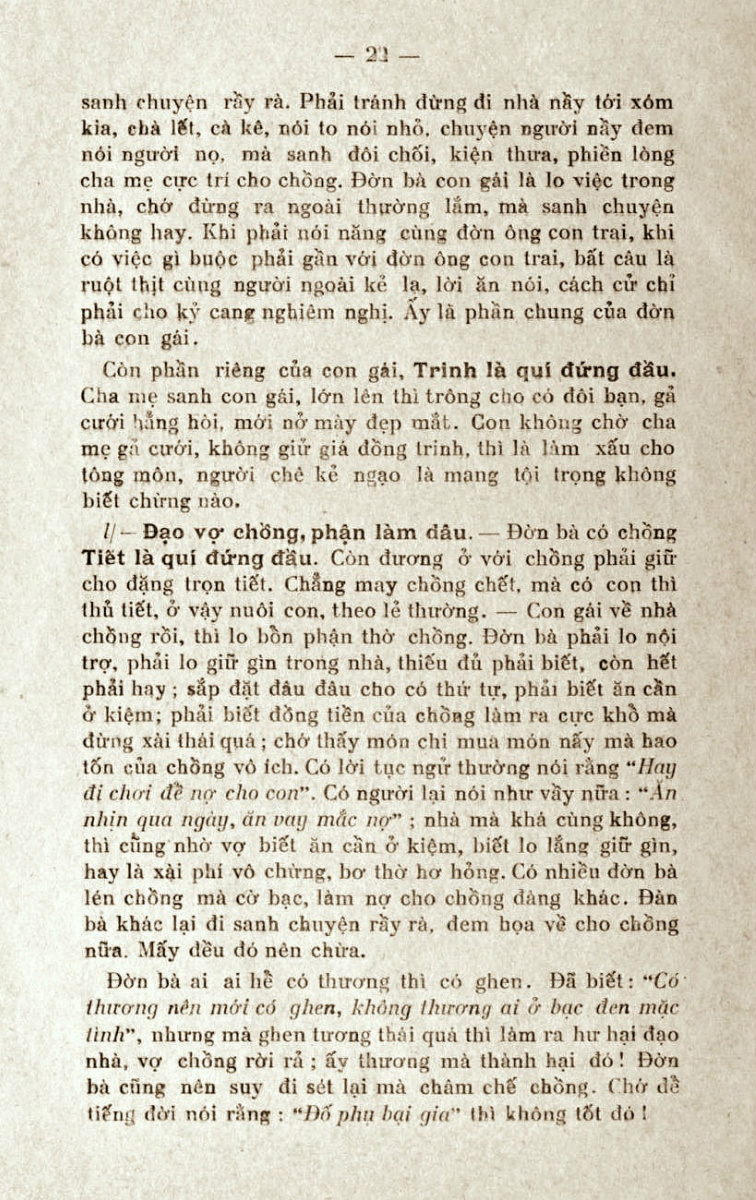 — 22 —
sanh chuyện rầy rà. Phải tránh đừng đi nhà nầy tới xóm
kia, chà lết, cà kê, nói to nói nhỏ, chuyện người nầy đem
nói người nọ, mà sanh đôi chối, kiện thưa, phiền lòng
cha mẹ cực trí cho chồng. Đờn bà con gái là lo việc trong
nhà, chớ đừng ra ngoài thường lắm, mà sanh chuyện
không hay. Khi phải nói năng cùng đờn ông con trai, khi
có việc gì buộc phải gần với đờn ông con trai, bất câu là
ruột thịt cùng người ngoài kẻ lạ, lời ăn nói, cách cử chỉ
phải cho kỷ cang nghiêm nghị. Ấy là phần chung của đờn
bà con gái.
Còn phần riêng của con gái, Trinh là quí đứng đầu.
Cha mẹ sanh con gái, lớn lên thì trông cho có đôi bạn, gả
cưới hẳng hòi, mới nở mày đẹp mắt. Con không chờ cha
mẹ gả cưới, không giử giá đồng trinh, thì là làm xấu cho
tông môn, người chê kẻ ngạo là mang tội trọng không
biết chừng nào.
l/— Đạo vợ chồng, phận làm dâu. — Đờn bà có chồng
Tiết là quí đứng đầu. Còn đương ở với chồng phải giữ
cho đặng trọn tiết. Chẳng may chồng chết, mà có con thì
thủ tiết, ở vậy nuôi con, theo lẻ thường. — Con gái về nhà
chồng rồi, thì lo bồn phận thờ chồng. Đờn bà phải lo nội
trợ, phải lo giữ gìn trong nhà, thiếu đủ phải biết, còn hết
phải hay ; sắp đặt đâu đâu cho có thứ tự, phải biết ăn cần
ở kiệm; phải biết đồng tiền của chồng làm ra cực khổ mà
đừng xài thái quá ; chớ thấy món chi mua món nấy mà hao
tốn của chồng vô ích. Có lời tục ngử thường nói rằng “Hay
đi chơi để nợ cho con”. Có người lại nói như vầy nữa : “Ăn
nhịn qua ngày, ăn vay mắc nợ” ; nhà mà khá cùng không,
thì cũng nhờ vợ biết ăn cần ở kiệm, biết lo lắng giữ gìn,
hay là xài phí vô chừng, bơ thờ hơ hỏng. Có nhiều đờn bà
lén chồng mà cờ bạc, làm nợ cho chồng đàng khác. Đàn
bà khác lại đi sanh chuyện rầy rà, đem họa về cho chồng
nữa. Mấy đều đó nên chừa.
Đờn bà ai ai hề có thương thì có ghen. Đã biết : “Có
thương nên mới có ghen, không thương ai ở bạc đen mặc
tình”, nhưng mà ghen tương thái quá thì làm ra hư hại đạo
nhà, vợ chồng rời rả ; ấy thương mà thành hại đó ! Đờn
bà cũng nên suy đi sét lại mà châm chế chồng. Chớ để
tiếng đời nói rằng : “Đố phụ bại gia” thì không tốt đó !